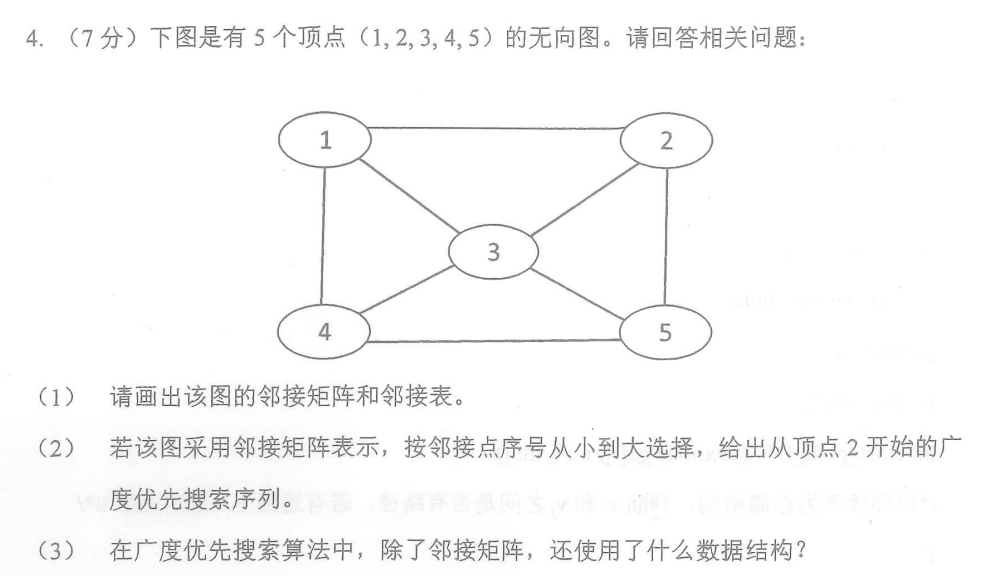 4. （7 分）下图是有 5 个顶点（1, 2, 3, 4, 5）的无向图。请回答相关问题：
1
2
3
4
5
（1） 请画出该图的邻接矩阵和邻接表。
（2） 若该图采用邻接矩阵表示，按邻接点序号从小到大选择，给出从顶点 2 开始的广
度优先搜索序列。
（3） 在广度优先搜索算法中，除了邻接矩阵，还使用了什么数据结构？